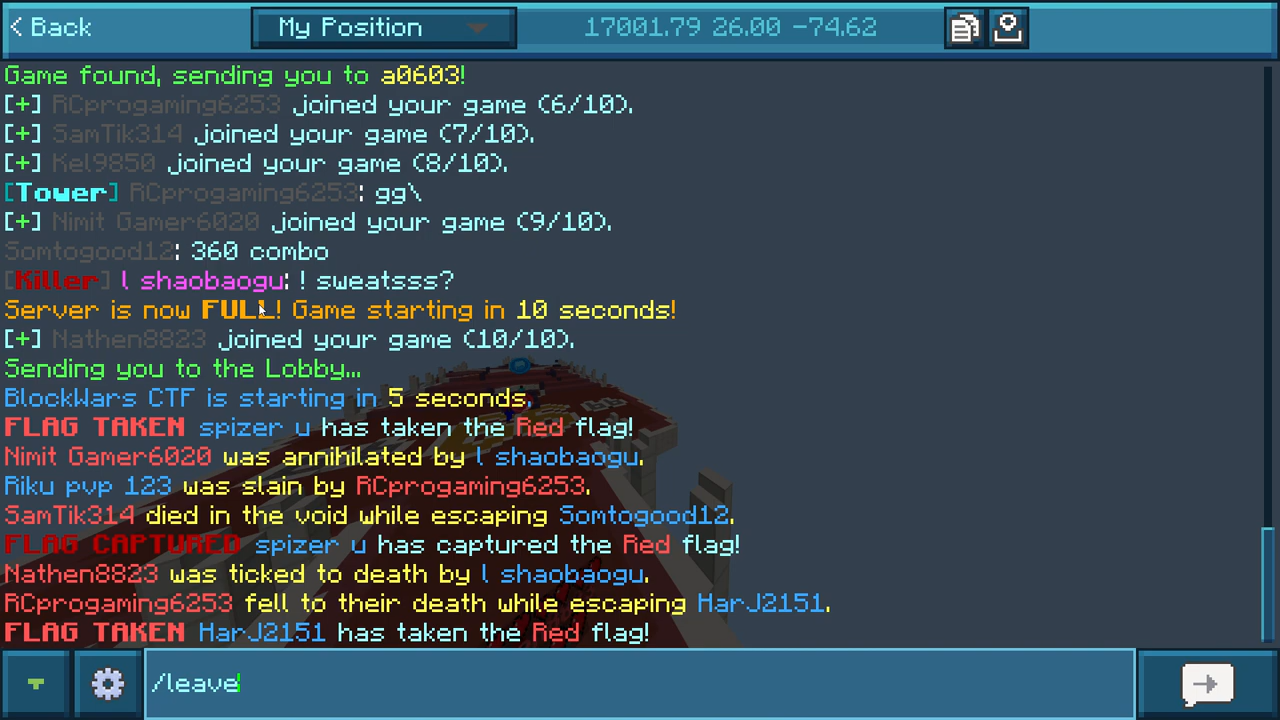 < Back
My Position
17001.79 26.00 -74.62
Game found, sending you to a0603!
[+] RCprogaming6253 joined your game (6/10).
[+] SamTik314 joined your game (7/10).
[+] Kel9850 joined your game (8/10).
[Tower] RCprogaming6253: gg\
[+] Nimit Gamer6020 joined your game (9/10).
Somtogood12: 360 combo
[Killer] l shaobaogu: ! sweatsss?
Server is now FULL! Game starting in 10 seconds!
[+] Nathen8823 joined your game (10/10).
Sending you to the Lobby...
BlockWars CTF is starting in 5 seconds.
FLAG TAKEN spizer u has taken the Red flag!
Nimit Gamer6020 was annihilated by l shaobaogu.
Riku pvp 123 was slain by RCprogaming6253.
SamTik314 died in the void while escaping Somtogood12.
FLAG CAPTURED spizer u has captured the Red flag!
Nathen8823 was ticked to death by l shaobaogu.
RCprogaming6253 fell to their death while escaping HarJ2151.
FLAG TAKEN HarJ2151 has taken the Red flag!
/leave